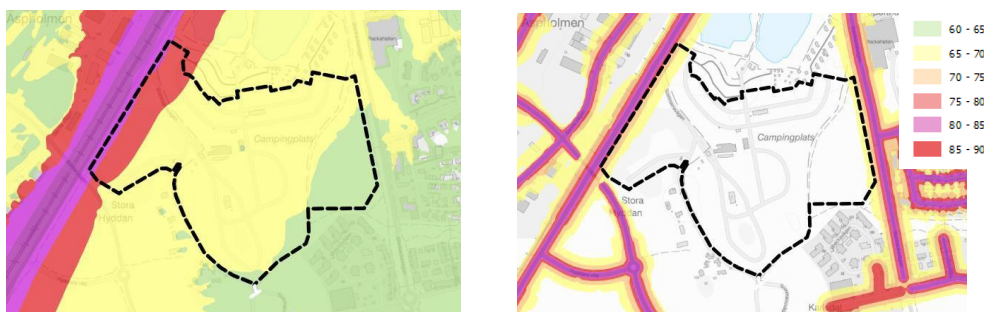 Aspholmen
Campingplats
Stora
Hyddan
Aspholmen
Campingplats
Stora
Hyddan
60 - 65
65 - 70
70 - 75
75 - 80
80 - 85
85 - 90